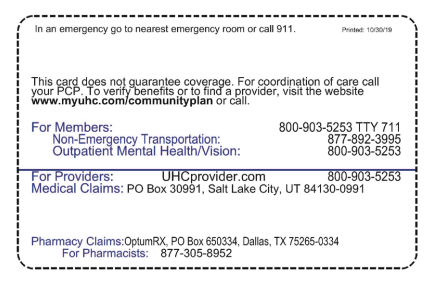 In an emergency go to nearest emergency room or call 911. Printed: 10/30/19
This card does not guarantee coverage. For coordination of care call
your PCP. To verify benefits or to find a provider, visit the website
www.myuhc.com/communityplan or call.
For Members: 800-903-5253 TTY 711
Non-Emergency Transportation: 877-892-3995
Outpatient Mental Health/Vision: 800-903-5253
For Providers: UHCprovider.com 800-903-5253
Medical Claims: PO Box 30991, Salt Lake City, UT 84130-0991
Pharmacy Claims:OptumRX, PO Box 650334, Dallas, TX 75265-0334
For Pharmacists: 877-305-8952